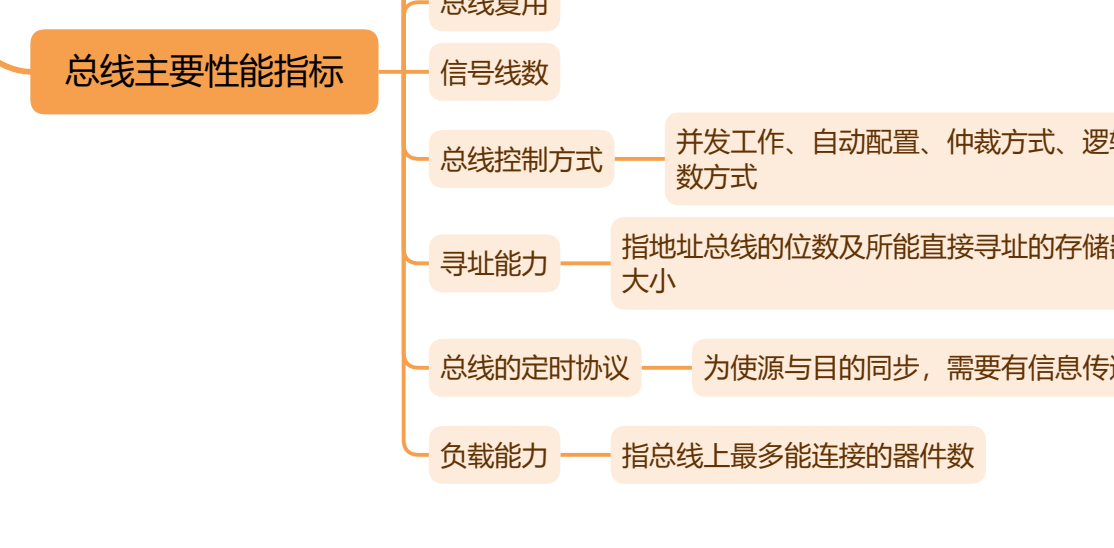 总线复用
总线主要性能指标
信号线数
总线控制方式
并发工作、自动配置、仲裁方式、逻
数方式
寻址能力
指地址总线的位数及所能直接寻址的存储
大小
总线的定时协议
为使源与目的同步，需要有信息传
负载能力
指总线上最多能连接的器件数